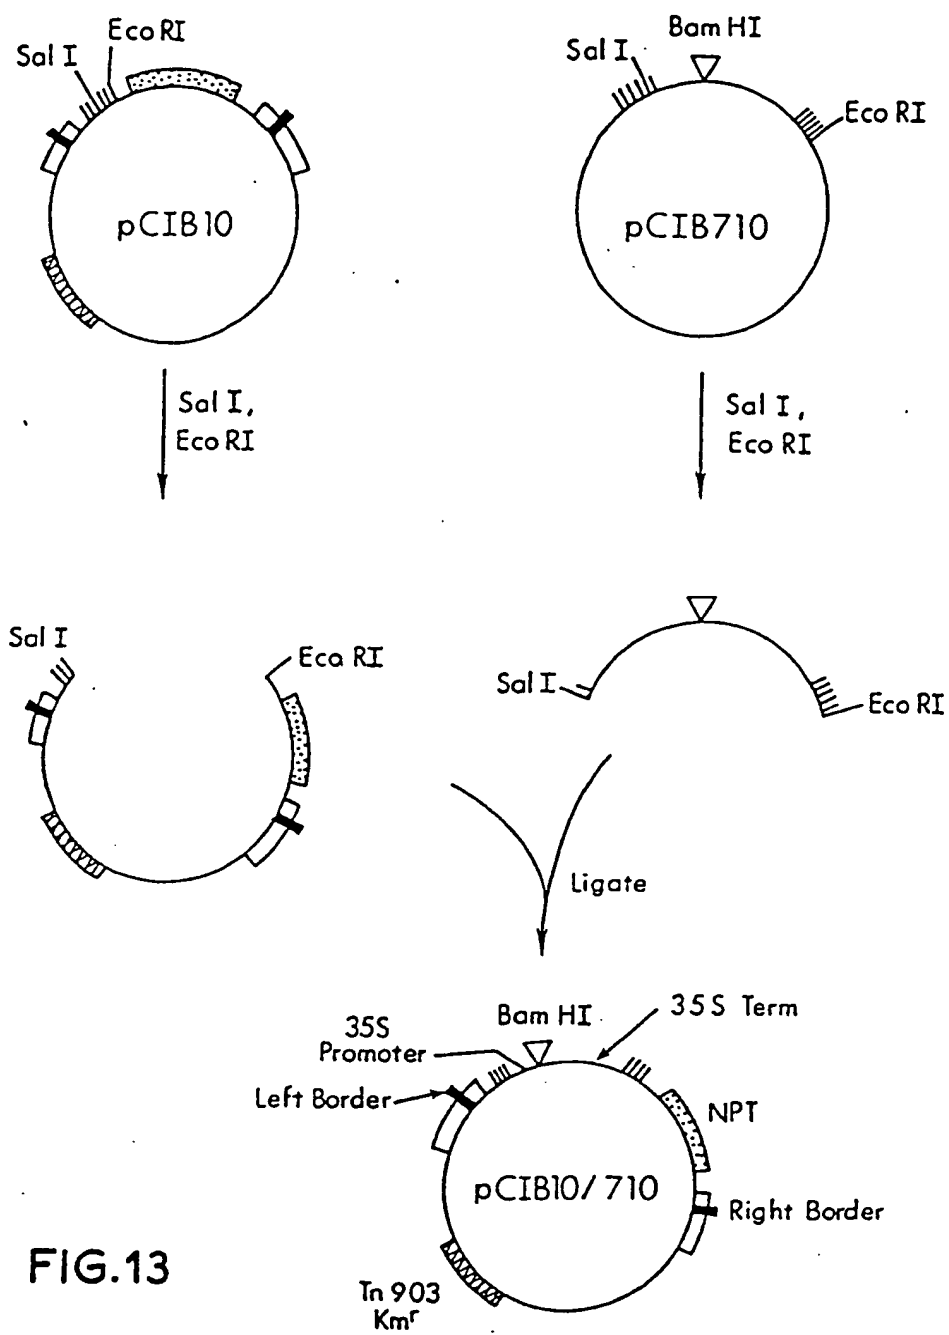 Eco RI
Sal I
pCIB10
Bam HI
Sal I
Eco RI
pCIB710
Sal I,
Eco RI
Sal I,
Eco RI
Sal I
Eco RI
Sal I
Eco RI
Ligate
Bam HI
35S Term
35S
Promoter
Left Border
NPT
pCIB10/710
Right Border
Tn 903
Kmr
FIG.13